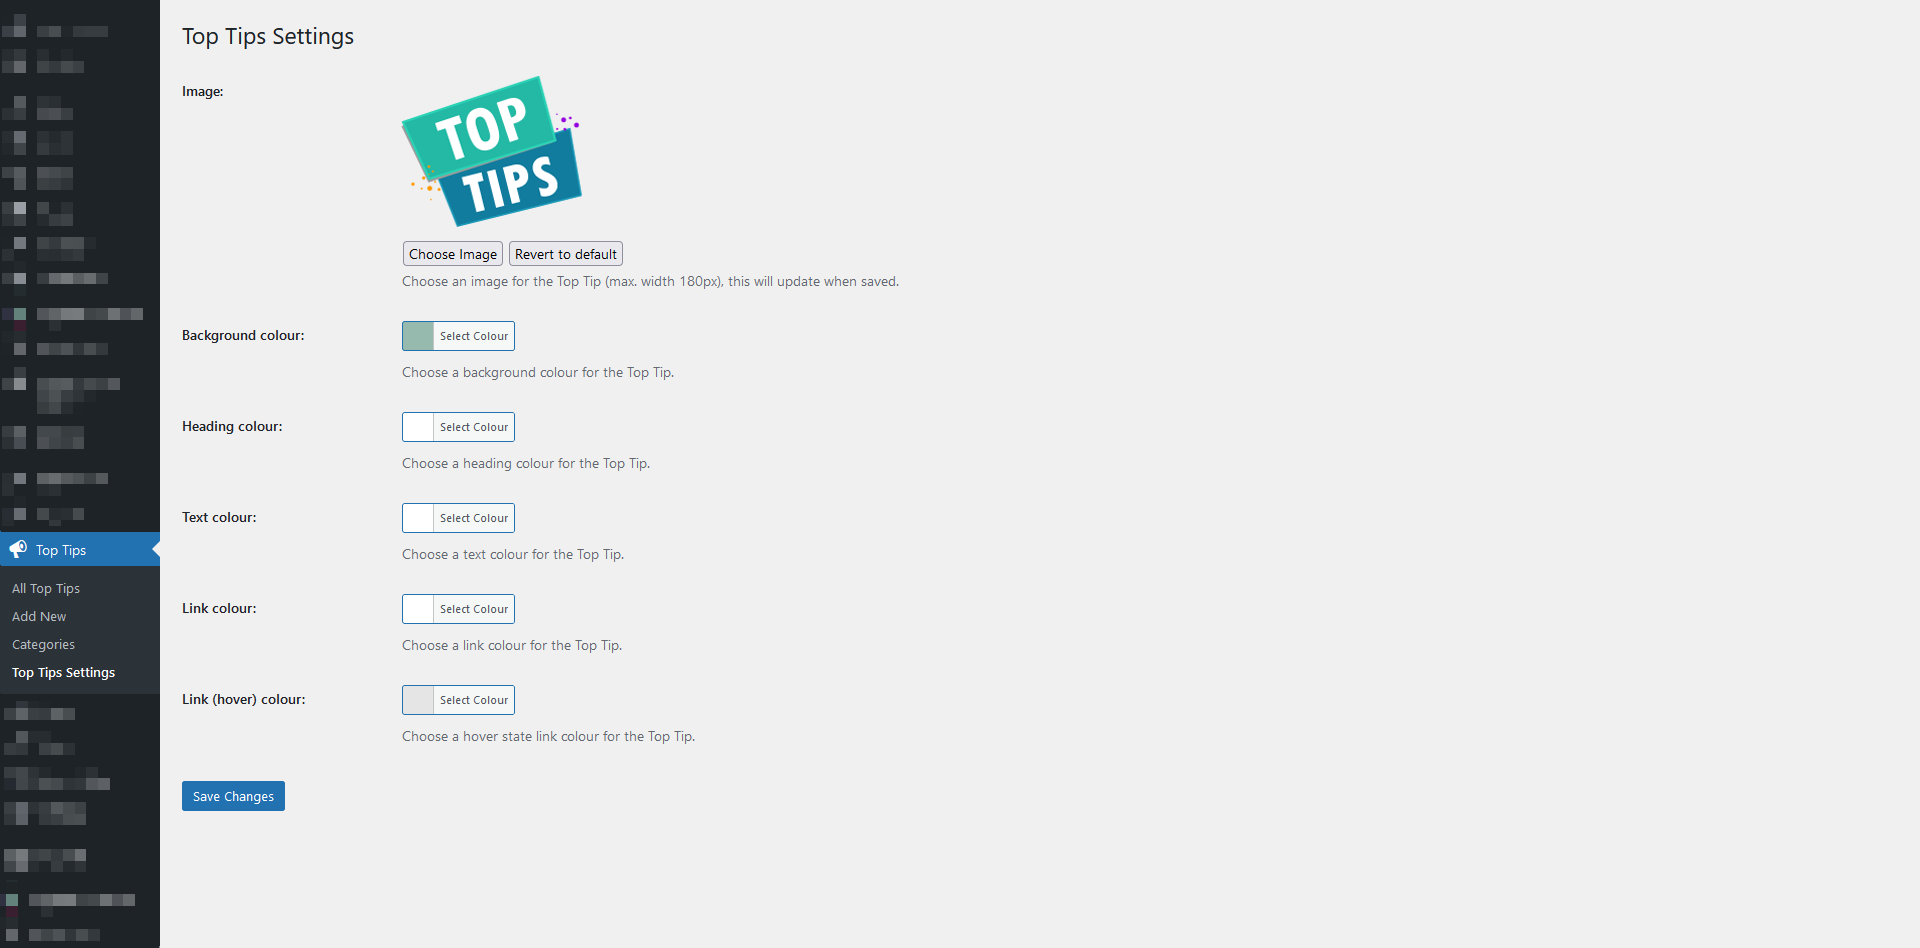 Top Tips
All Top Tips
Add New
Categories
Top Tips Settings
Top Tips Settings
Image:
TOP
TIPS
Choose Image
Revert to default
Choose an image for the Top Tip (max. width 180px), this will update when saved.
Background colour:
Select Colour
Choose a background colour for the Top Tip.
Heading colour:
Select Colour
Choose a heading colour for the Top Tip.
Text colour:
Select Colour
Choose a text colour for the Top Tip.
Link colour:
Select Colour
Choose a link colour for the Top Tip.
Link (hover) colour:
Select Colour
Choose a hover state link colour for the Top Tip.
Save Changes